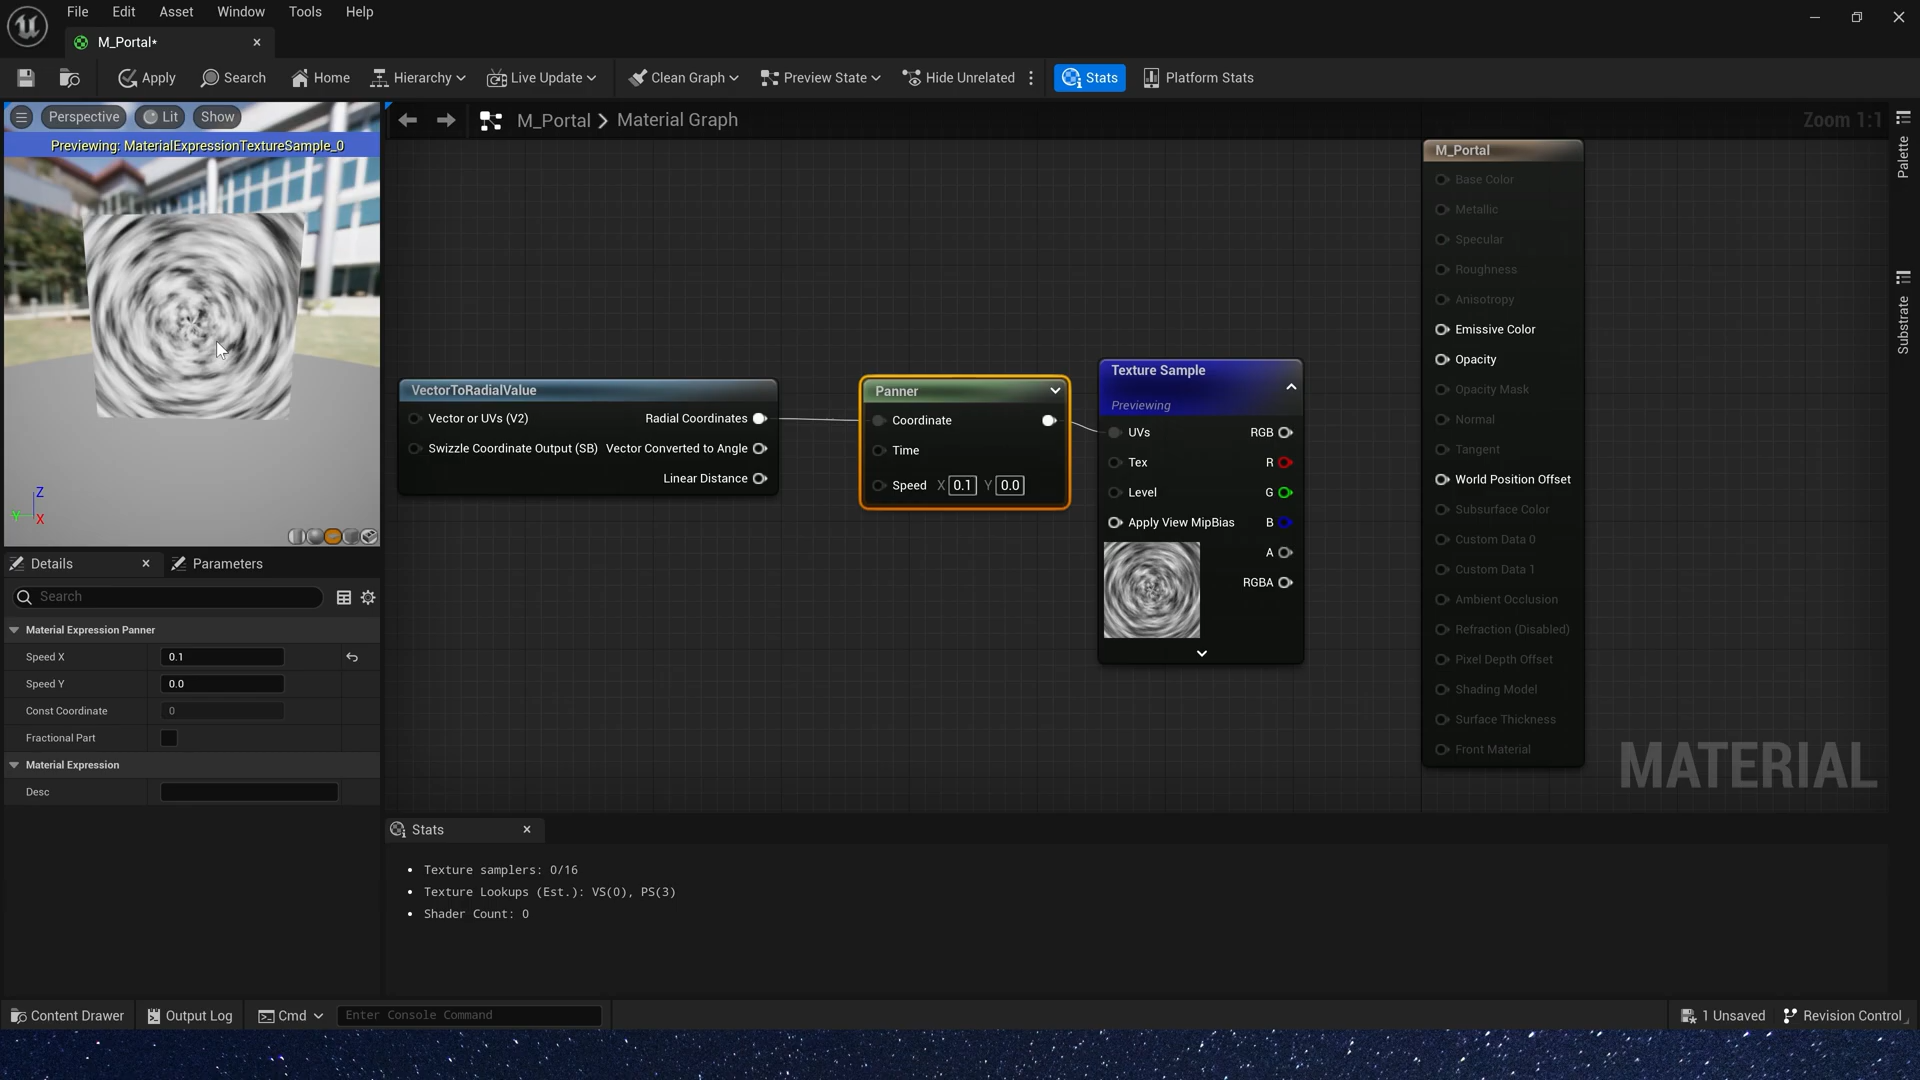 File Edit Asset Window Tools Help
M_Portal*
Apply Search Home Hierarchy Live Update Clean Graph Preview State Hide Unrelated Stats Platform Stats
Perspective Lit Show
M_Portal > Material Graph
Zoom 1:1
Previewing: MaterialExpressionTextureSample_0
Z
Y
X
VectorToRadialValue
Vector or UVs (V2) Radial Coordinates
Swizzle Coordinate Output (SB) Vector Converted to Angle
Linear Distance
Panner
Coordinate
Time
Speed X 0.1 Y 0.0
Texture Sample
Previewing
UVs RGB
Tex R
Level G
Apply View MipBias B
A
RGBA
M_Portal
Base Color
Metallic
Specular
Roughness
Anisotropy
Emissive Color
Opacity
Opacity Mask
Normal
Tangent
World Position Offset
Subsurface Color
Custom Data 0
Custom Data 1
Ambient Occlusion
Refraction (Disabled)
Pixel Depth Offset
Shading Model
Surface Thickness
Front Material
MATERIAL
Palette
Substrate
Details Parameters
Search
Material Expression Panner
Speed X 0.1
Speed Y 0.0
Const Coordinate 0
Fractional Part
Material Expression
Desc
Stats
Texture samplers: 0/16
Texture Lookups (Est.): VS(0), PS(3)
Shader Count: 0
Content Drawer Output Log Cmd Enter Console Command 1 Unsaved Revision Control